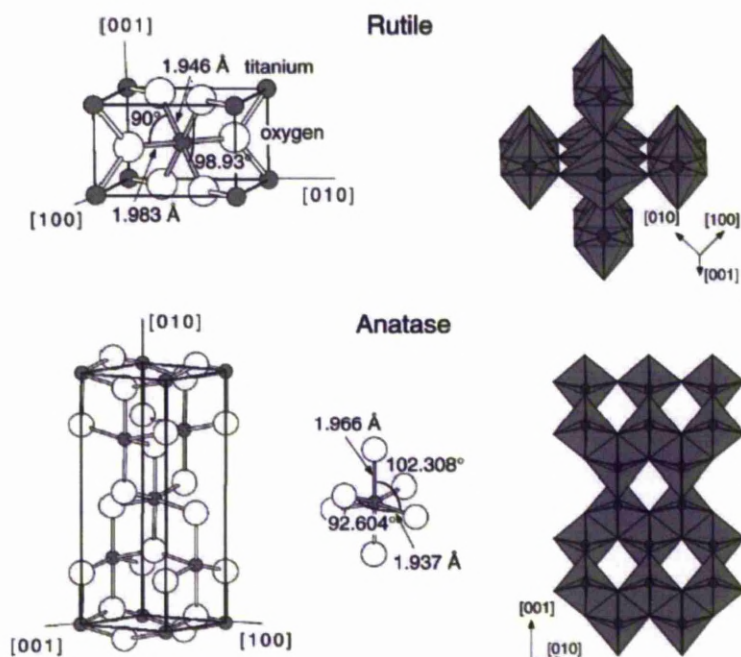 Rutile
[001]
1.946 Å titanium
90°
oxygen
98.93°
[010]
[100]
1.983 Å
[010]
[100]
[001]
Anatase
[010]
1.966 Å
102.308°
92.604°
1.937 Å
[001]
[100]
[001]
[010]